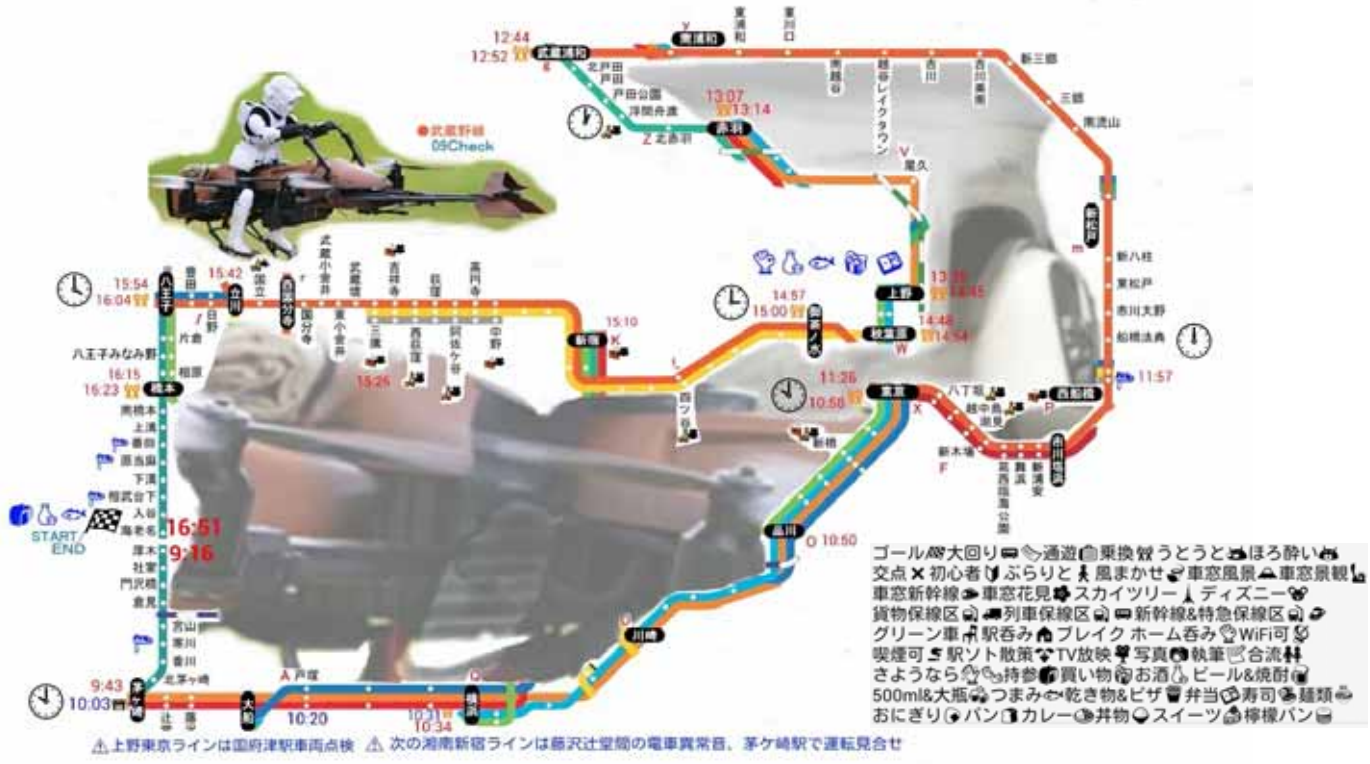 12:44
12:52
武蔵浦和
南浦和
東浦和
東川口
南越谷
越谷レイクタウン
吉川
吉川美南
新三郷
三郷
南流山
新松戸
新八柱
東松戸
市川大野
船橋法典
11:57
西船橋
北戸田
戸田
戸田公園
浮間舟渡
Z 北赤羽
13:07
13:14
赤羽
V
尾久
●武蔵野線
09Check
15:54
16:04
八王子
豊田
15:42
日野
立川
国立
西国分寺
r
国分寺
武蔵小金井
東小金井
武蔵境
三鷹
15:26
吉祥寺
西荻窪
荻窪
阿佐ヶ谷
高円寺
中野
新宿
15:10
K
四ツ谷
14:57
15:00
御茶ノ水
上野
秋葉原
14:48
14:54
W
片倉
八王子みなみ野
相原
16:15
16:23
橋本
南橋本
上溝
番田
原当麻
下溝
相武台下
入谷
海老名
START
END
16:51
9:16
厚木
社家
門沢橋
倉見
宮山
寒川
香川
北茅ヶ崎
9:43
10:03
茅ヶ崎
辻堂
藤沢
大船
A 戸塚
10:20
Q
横浜
10:31
10:34
U
川崎
品川
O 10:50
新橋
11:26
10:58
東京
X
八丁堀
越中島
潮見
R
新木場
F
葛西臨海公園
舞浜
新浦安
市川塩浜
m
ゴール大回り通遊乗換うとうとほろ酔い
交点初心者ぶらりと風まかせ車窓風景車窓景観
車窓新幹線車窓花見スカイツリーディズニー
貨物保線区列車保線区新幹線&特急保線区
グリーン車駅呑みブレイク ホーム呑みWiFi可
喫煙可駅ソト散策TV放映写真執筆合流
さようなら持参買い物お酒ビール&焼酎
500ml&大瓶つまみ乾き物&ピザ弁当寿司麺類
おにぎりパンカレー丼物スイーツ檸檬パン
⚠上野東京ラインは国府津駅車両点検 ⚠ 次の湘南新宿ラインは藤沢辻堂間の電車異常音、茅ケ崎駅で運転見合せ